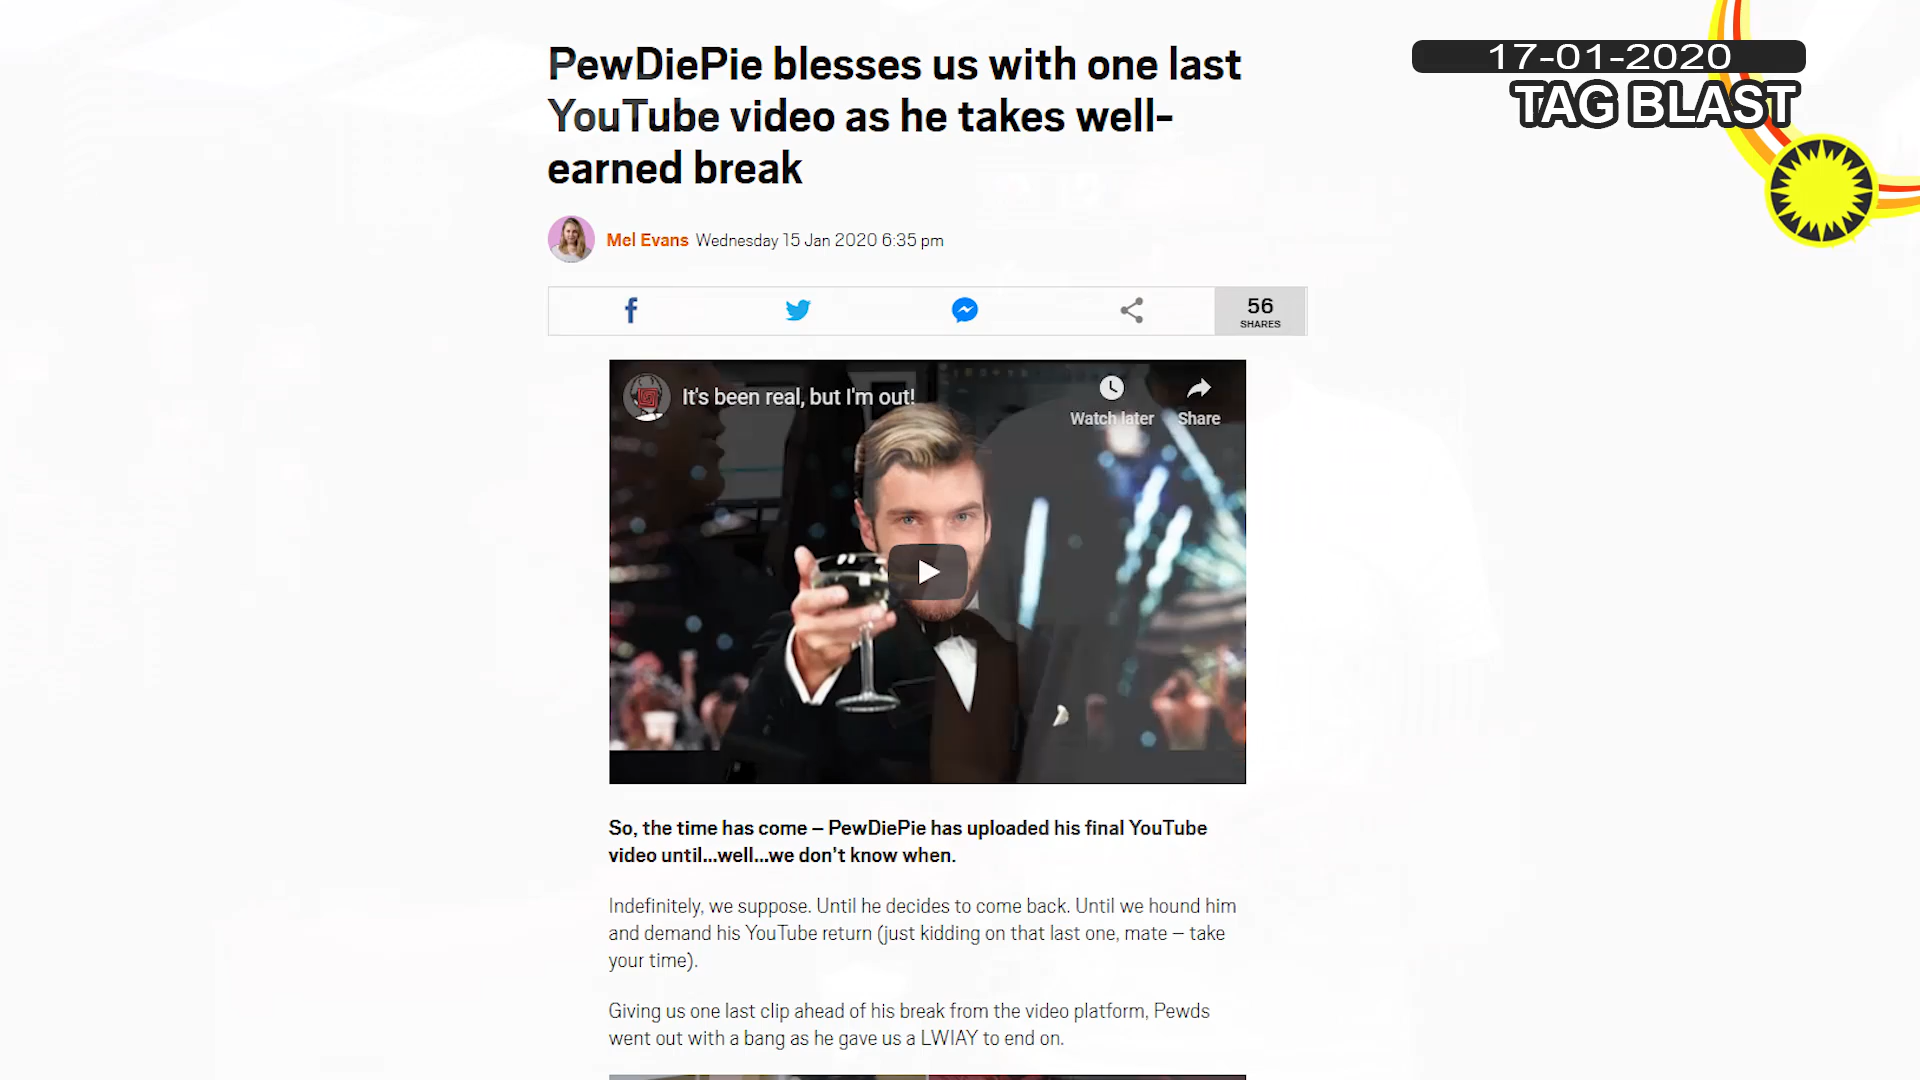 PewDiePie blesses us with one last
YouTube video as he takes well-
earned break
17-01-2020
TAG BLAST
Mel Evans Wednesday 15 Jan 2020 6:35 pm
56
SHARES
It's been real, but I'm out!
Watch later
Share
So, the time has come – PewDiePie has uploaded his final YouTube
video until...well...we don't know when.
Indefinitely, we suppose. Until he decides to come back. Until we hound him
and demand his YouTube return (just kidding on that last one, mate – take
your time).
Giving us one last clip ahead of his break from the video platform, Pewds
went out with a bang as he gave us a LWIAY to end on.